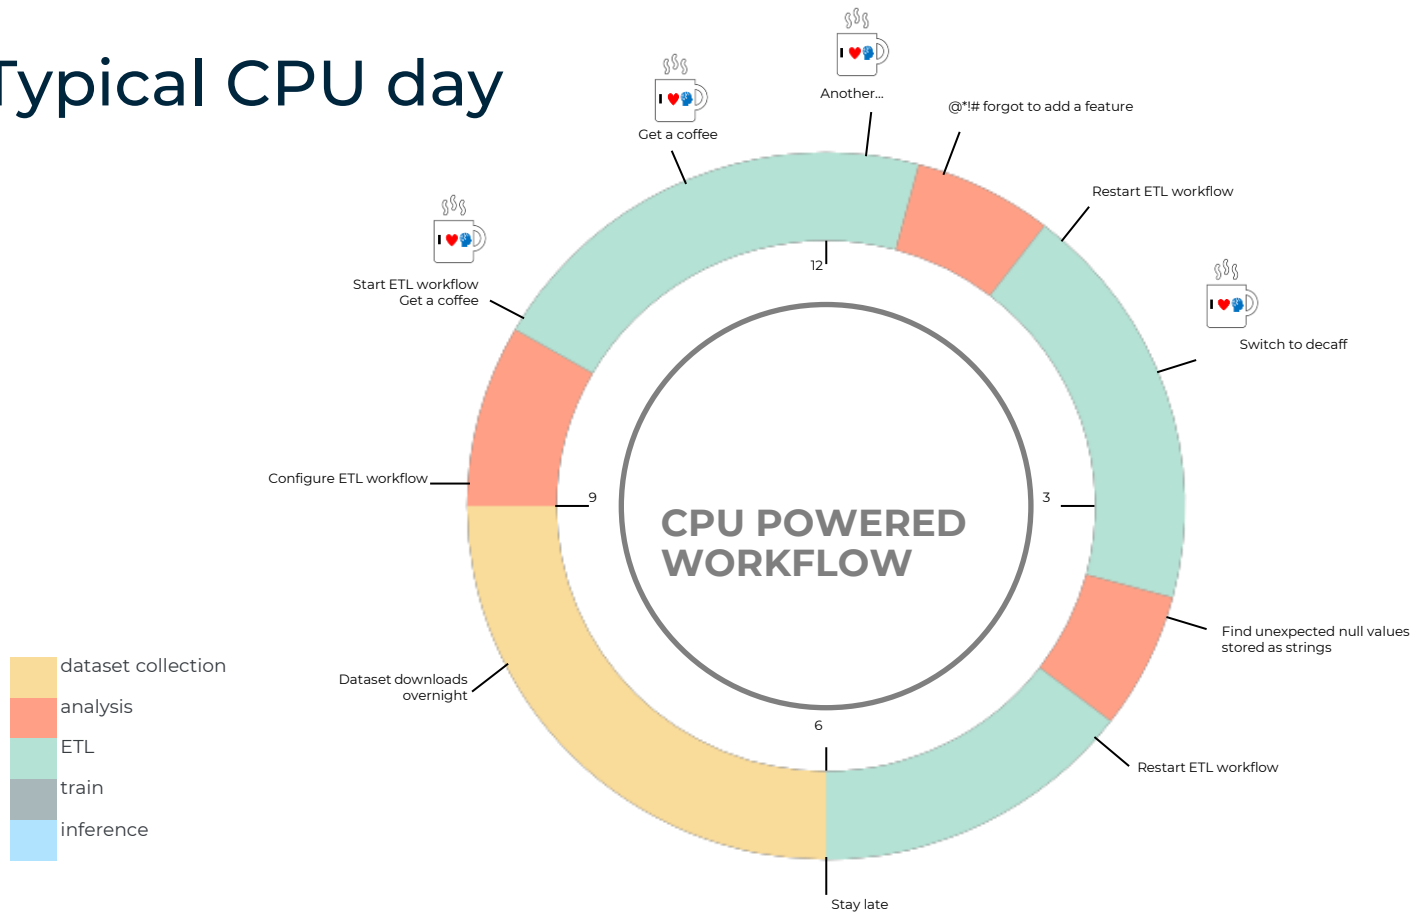 Typical CPU day
Another...
@*!# forgot to add a feature
I
I
Get a coffee
Restart ETL workflow
I
Start ETL workflow
Get a coffee
12
I
Switch to decaff
Configure ETL workflow
9
3
CPU POWERED
WORKFLOW
Find unexpected null values
stored as strings
Dataset downloads
overnight
6
Restart ETL workflow
Stay late
dataset collection
analysis
ETL
train
inference